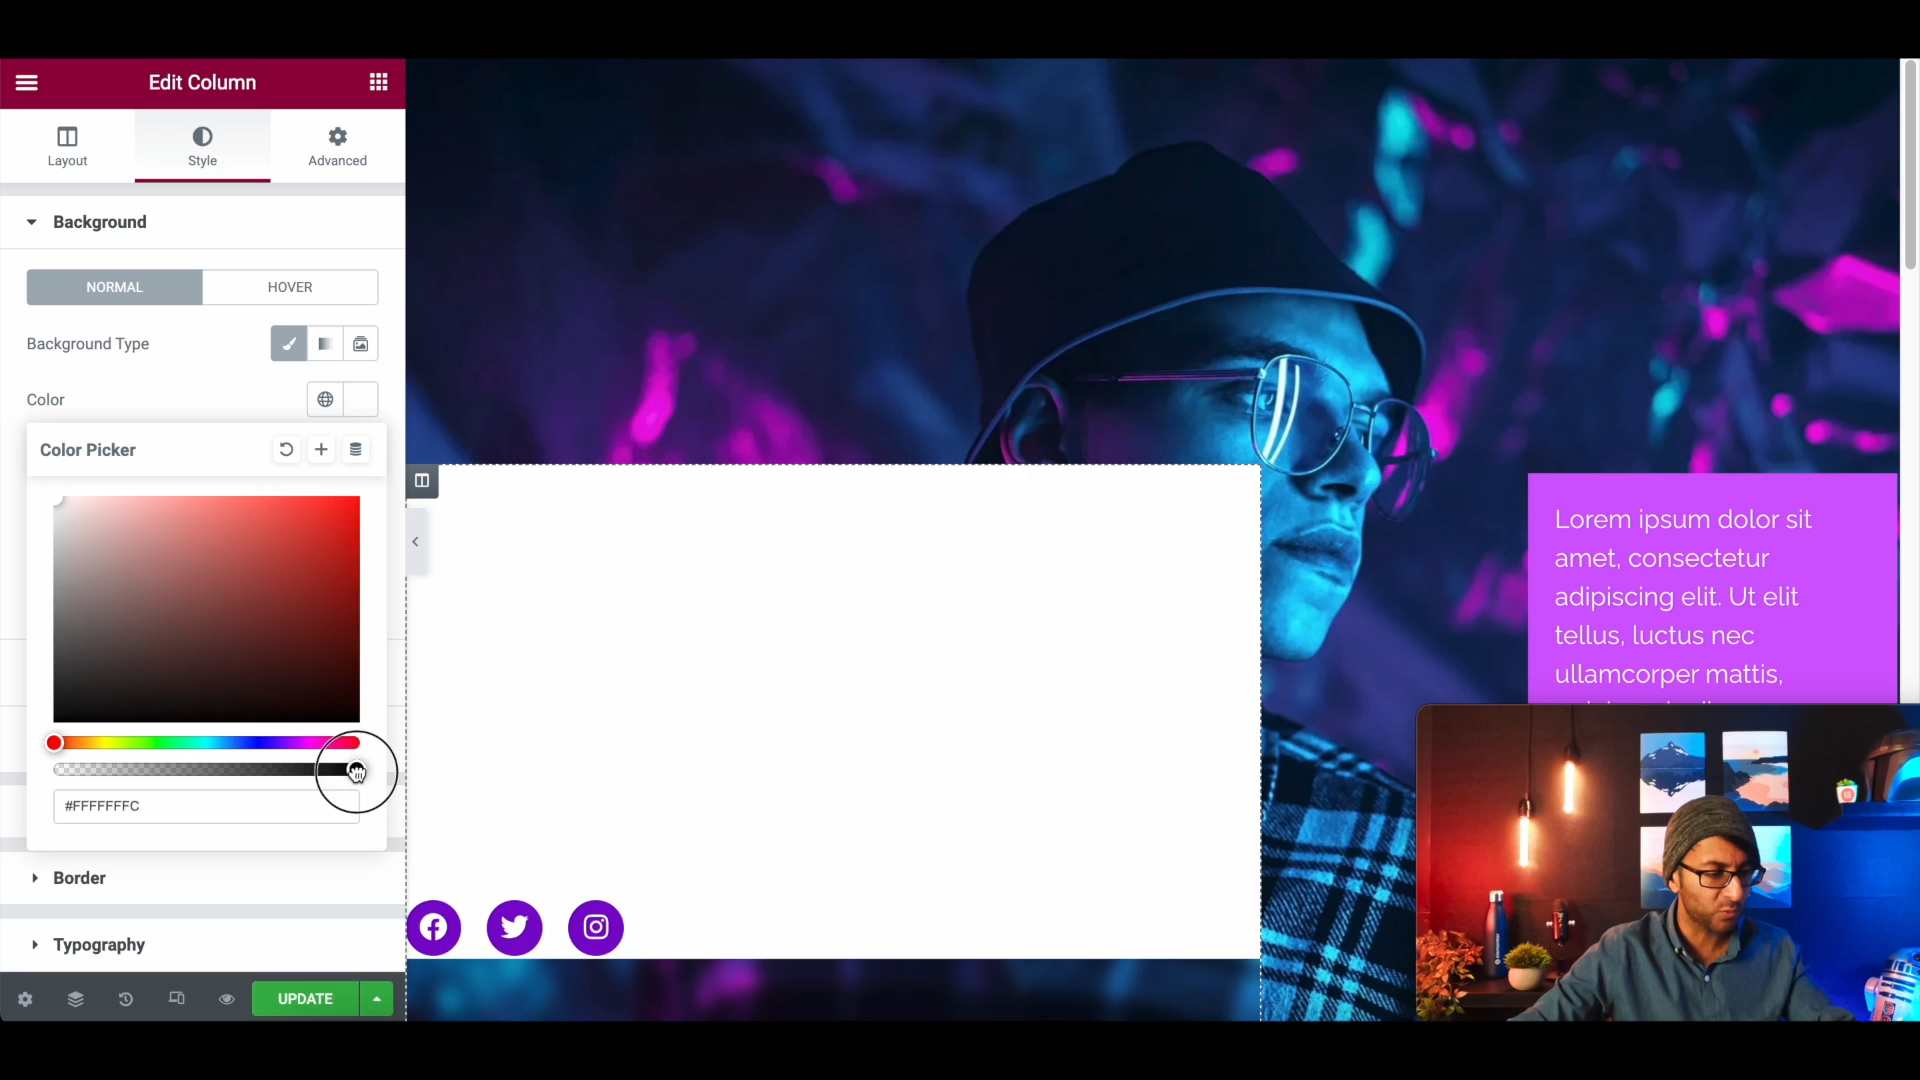 Edit Column
Layout
Style
Advanced
Background
NORMAL
HOVER
Background Type
Color
Color Picker
#FFFFFFFC
Border
Typography
UPDATE
Lorem ipsum dolor sit
amet, consectetur
adipiscing elit. Ut elit
tellus, luctus nec
ullamcorper mattis,